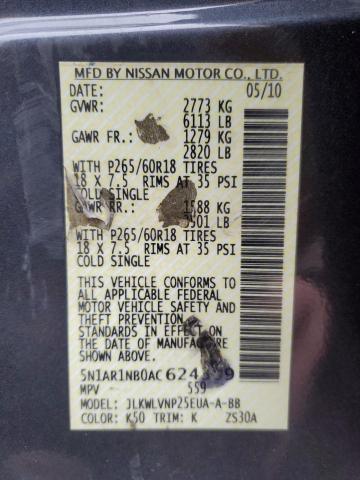 MFD BY NISSAN MOTOR CO., LTD.
DATE: 05/10
GVWR: 2773 KG
6113 LB
GAWR FR.: 1279 KG
2820 LB
WITH P265/60R18 TIRES
18 X 7.5 RIMS AT 35 PSI
COLD SINGLE
GAWR RR.: 1588 KG
3501 LB
WITH P265/60R18 TIRES
18 X 7.5 RIMS AT 35 PSI
COLD SINGLE
THIS VEHICLE CONFORMS TO
ALL APPLICABLE FEDERAL
MOTOR VEHICLE SAFETY AND
THEFT PREVENTION
STANDARDS IN EFFECT ON
THE DATE OF MANUFACTURE
SHOWN ABOVE.
MPV 559
MODEL: JLKWLVNP25EUA-A-BB
COLOR: K50 TRIM: K ZS30A